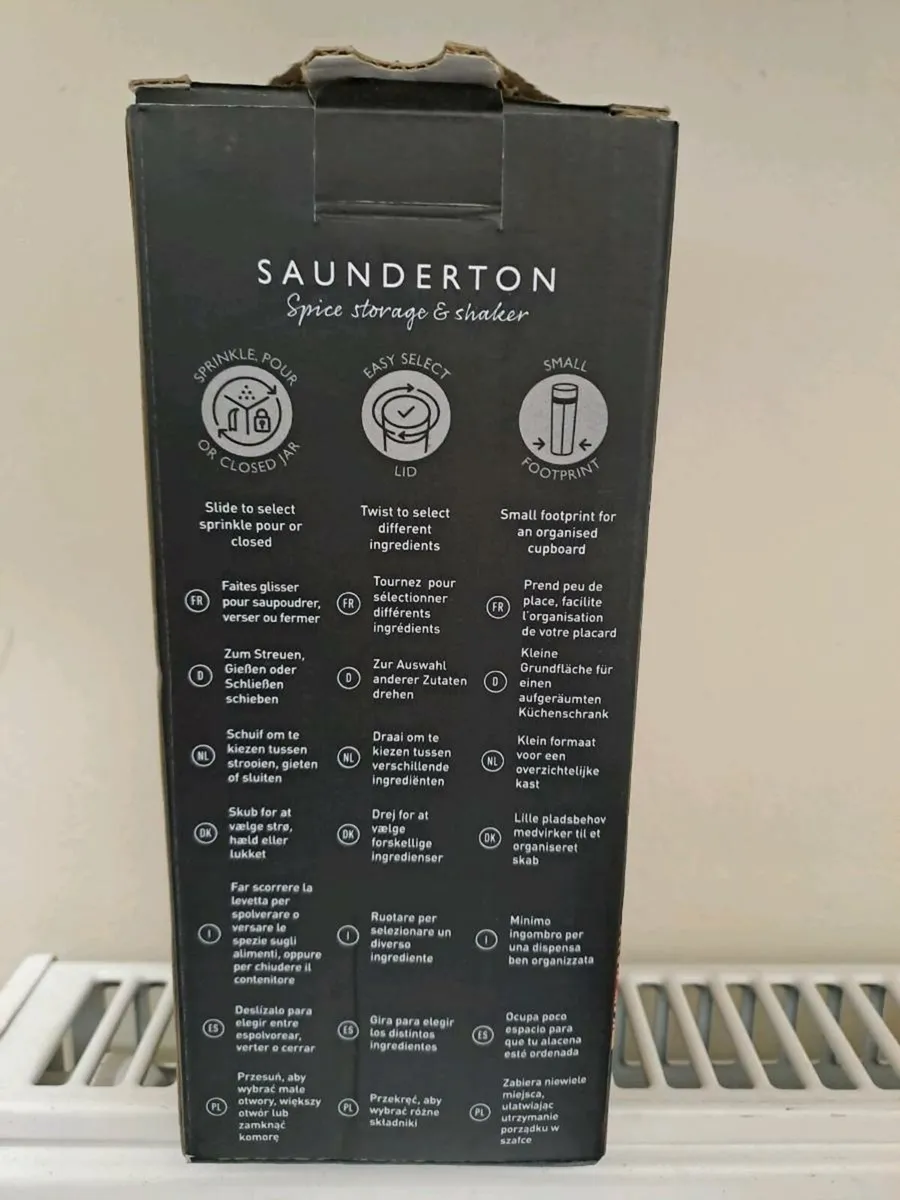 SAUNDERTON
Spice storage & shaker
SPRINKLE, POUR
OR CLOSED JAR
EASY SELECT
LID
SMALL
FOOTPRINT
Slide to select
sprinkle pour or
closed
Twist to select
different
ingredients
Small footprint for
an organised
cupboard
FR
Faites glisser
pour saupoudrer,
verser ou fermer
FR
Tournez pour
sélectionner
différents
ingrédients
FR
Prend peu de
place, facilite
l'organisation
de votre placard
D
Zum Streuen,
Gießen oder
Schließen
schieben
D
Zur Auswahl
anderer Zutaten
drehen
D
Kleine
Grundfläche für
einen
aufgeräumten
Küchenschrank
NL
Schuif om te
kiezen tussen
strooien, gieten
of sluiten
NL
Draai om te
kiezen tussen
verschillende
ingrediënten
NL
Klein formaat
voor een
overzichtelijke
kast
DK
Skub for at
vælge strø,
hæld eller
lukket
DK
Drej for at
vælge
forskellige
ingredienser
DK
Lille pladsbehov
medvirker til et
organiseret
skab
I
Far scorrere la
levetta per
spolverare o
versare le
spezie sugli
alimenti, oppure
per chiudere il
contenitore
I
Ruotare per
selezionare un
diverso
ingrediente
I
Minimo
ingombro per
una dispensa
ben organizzata
ES
Deslízalo para
elegir entre
espolvorear,
verter o cerrar
ES
Gira para elegir
los distintos
ingredientes
ES
Ocupa poco
espacio para
que tu alacena
esté ordenada
PL
Przesuń, aby
wybrać małe
otwory, większy
otwór lub
zamknąć
komorę
PL
Przekręć, aby
wybrać różne
składniki
PL
Zabiera niewiele
miejsca,
ułatwiając
utrzymanie
porządku w
szafce